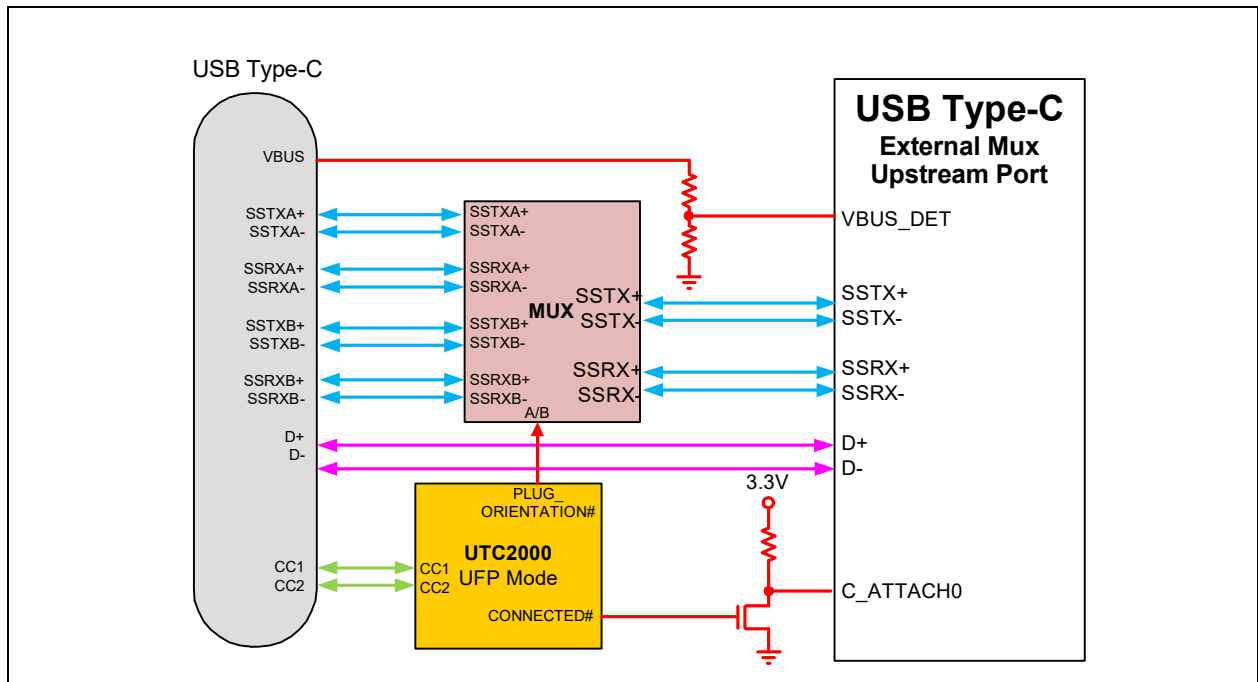 USB Type-C
VBUS
SSTXA+
SSTXA-
SSRXA+
SSRXA-
SSTXB+
SSTXB-
SSRXB+
SSRXB-
D+
D-
CC1
CC2
SSTXA+
SSTXA-
SSRXA+
SSRXA-
SSTXB+
SSTXB-
SSRXB+
SSRXB-
MUX
SSTX+
SSTX-
SSRX+
SSRX-
A/B
PLUG_
ORIENTATION#
UTC2000
UFP Mode
CC1
CC2
CONNECTED#
3.3V
USB Type-C
External Mux
Upstream Port
VBUS_DET
SSTX+
SSTX-
SSRX+
SSRX-
D+
D-
C_ATTACH0